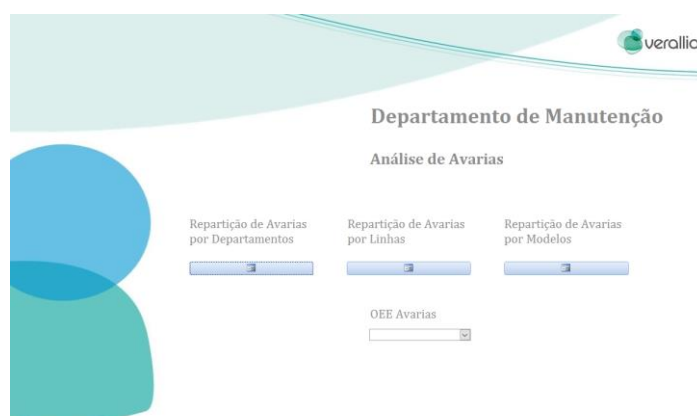 verallia
Departamento de Manutenção
Análise de Avarias
Repartição de Avarias
por Departamentos
Repartição de Avarias
por Linhas
Repartição de Avarias
por Modelos
OEE Avarias